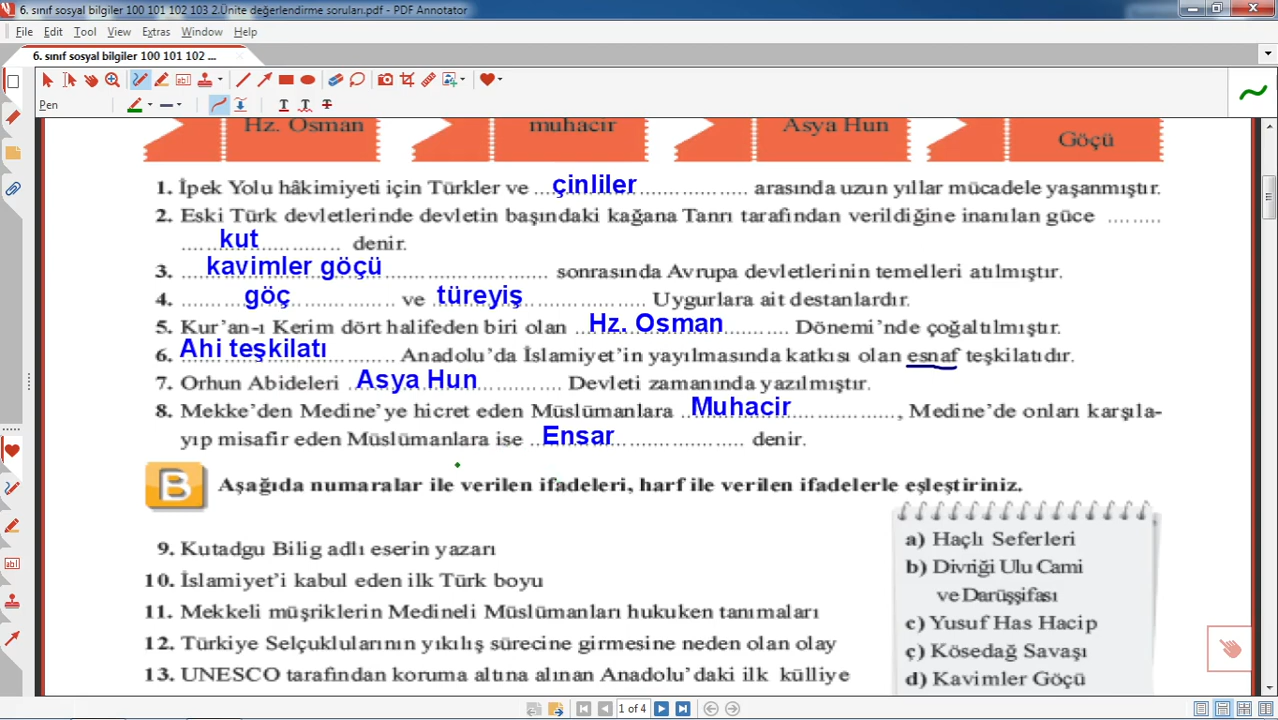 6. sınıf sosyal bilgiler 100 101 102 103 2.Ünite değerlendirme soruları.pdf - PDF Annotator
File Edit Tool View Extras Window Help
6. sınıf sosyal bilgiler 100 101 102 ...
Pen
Hz. Osman muhacir Asya Hun Göçü
1. İpek Yolu hâkimiyeti için Türkler ve ... çinliler ... arasında uzun yıllar mücadele yaşanmıştır.
2. Eski Türk devletlerinde devletin başındaki kağana Tanrı tarafından verildiğine inanılan güce .........
... kut ... denir.
3. ... kavimler göçü ... sonrasında Avrupa devletlerinin temelleri atılmıştır.
4. ... göç ... ve ... türeyiş ... Uygurlara ait destanlardır.
5. Kur'an-ı Kerim dört halifeden biri olan ... Hz. Osman ... Dönemi'nde çoğaltılmıştır.
6. Ahi teşkilatı ... Anadolu'da İslamiyet'in yayılmasında katkısı olan esnaf teşkilatıdır.
7. Orhun Abideleri ... Asya Hun ... Devleti zamanında yazılmıştır.
8. Mekke'den Medine'ye hicret eden Müslümanlara ... Muhacir ..., Medine'de onları karşıla-
yıp misafir eden Müslümanlara ise ... Ensar ... denir.
B Aşağıda numaralar ile verilen ifadeleri, harf ile verilen ifadelerle eşleştiriniz.
9. Kutadgu Bilig adlı eserin yazarı
10. İslamiyet'i kabul eden ilk Türk boyu
11. Mekkeli müşriklerin Medineli Müslümanları hukuken tanımaları
12. Türkiye Selçuklularının yıkılış sürecine girmesine neden olan olay
13. UNESCO tarafından koruma altına alınan Anadolu'daki ilk külliye
a) Haçlı Seferleri
b) Divriği Ulu Cami
ve Darüşşifası
c) Yusuf Has Hacip
ç) Kösedağ Savaşı
d) Kavimler Göçü
1 of 4